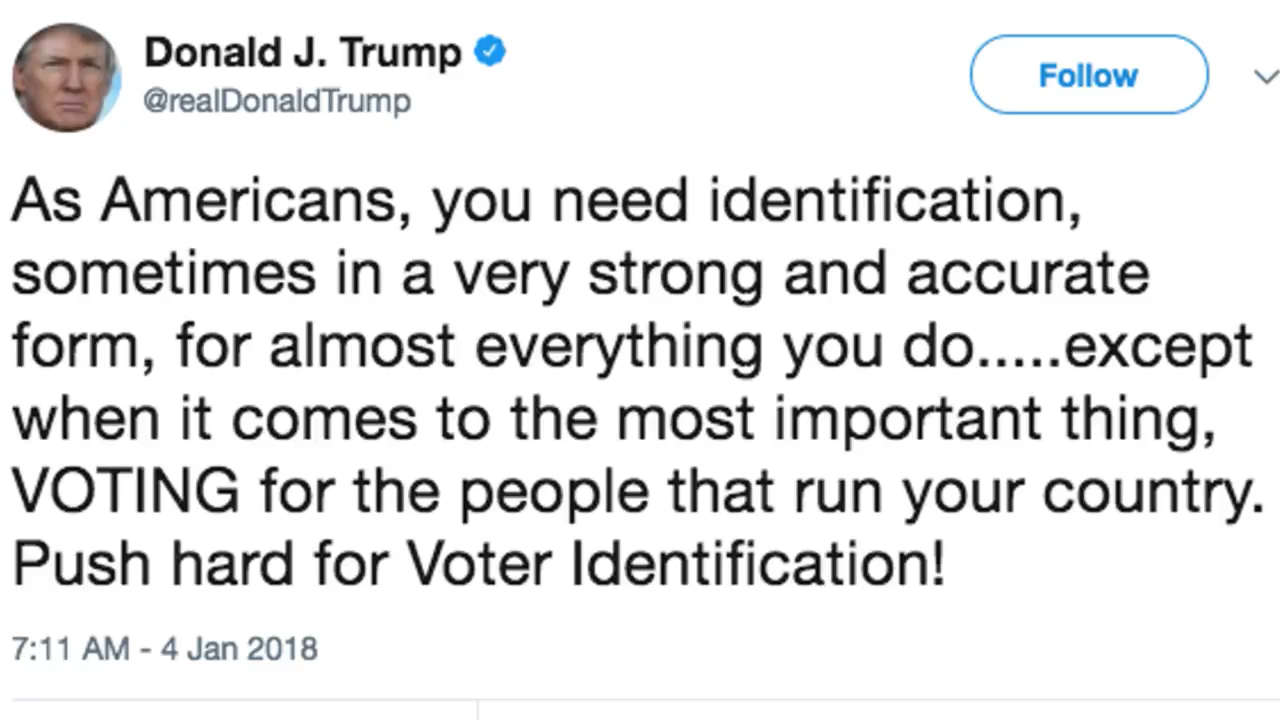 Donald J. Trump
@realDonaldTrump
Follow
As Americans, you need identification,
sometimes in a very strong and accurate
form, for almost everything you do.....except
when it comes to the most important thing,
VOTING for the people that run your country.
Push hard for Voter Identification!
7:11 AM - 4 Jan 2018